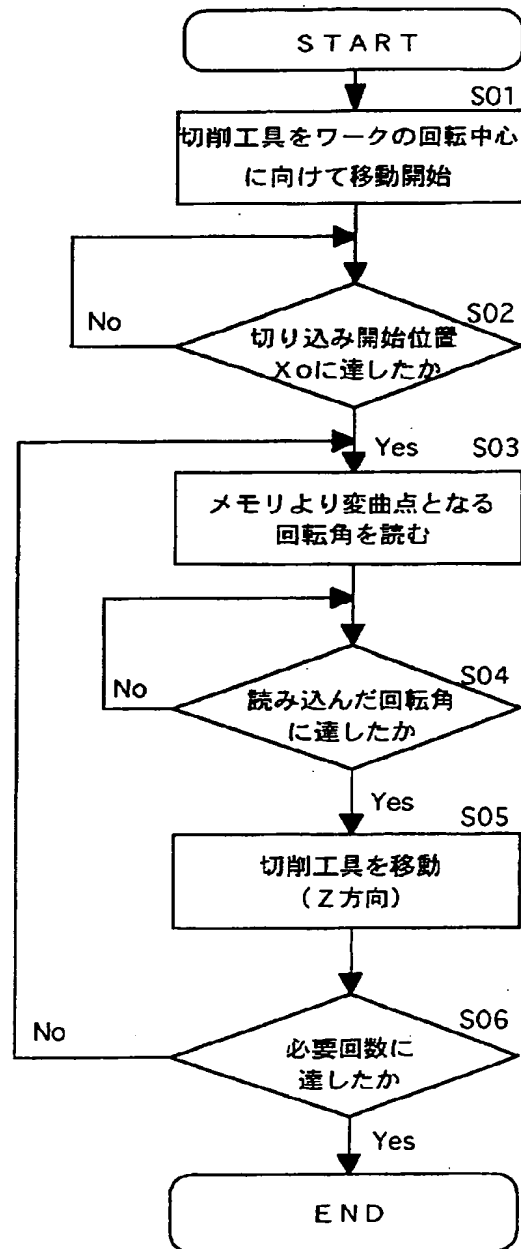 START
S01
切削工具をワークの回転中心
に向けて移動開始
S02
No
切り込み開始位置
Xoに達したか
Yes
S03
メモリより変曲点となる
回転角を読む
S04
No
読み込んだ回転角
に達したか
Yes
S05
切削工具を移動
(Z方向)
S06
No
必要回数に
達したか
Yes
END